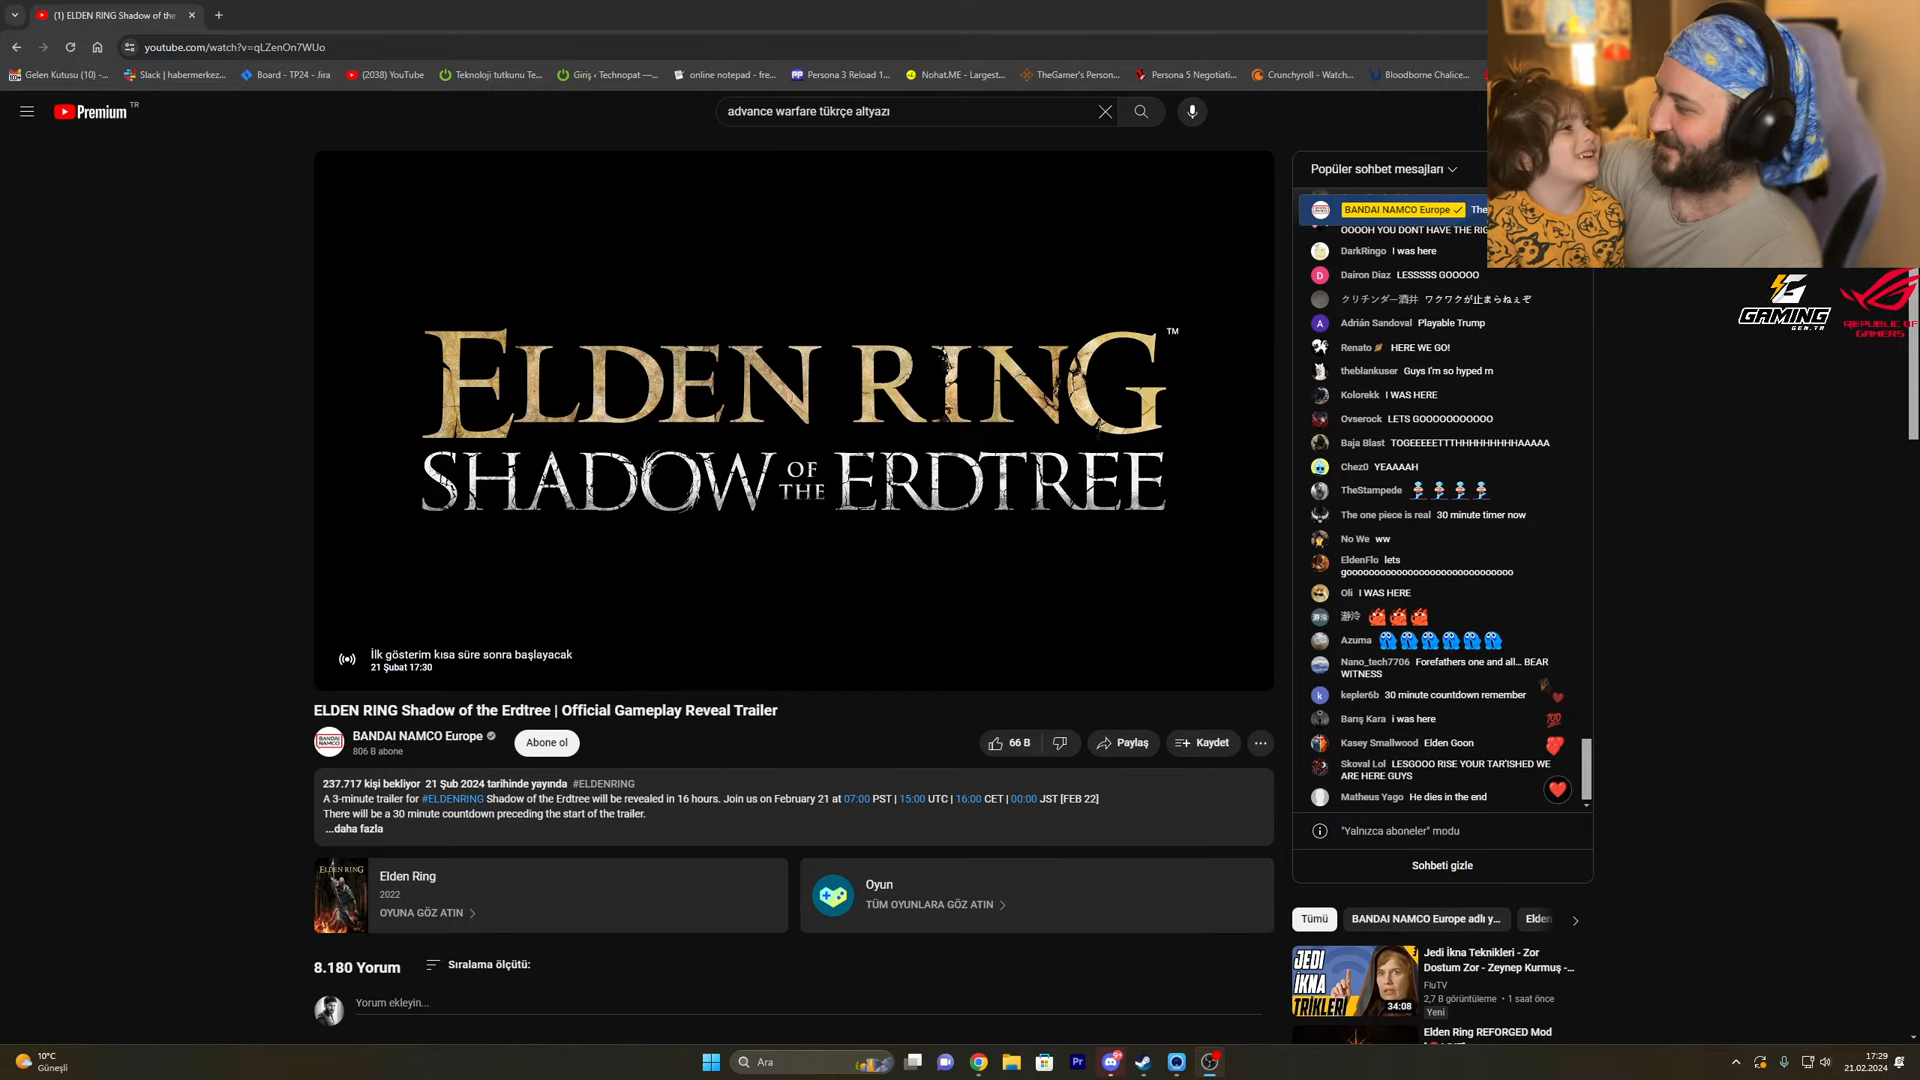 (1) ELDEN RING Shadow of the
youtube.com/watch?v=qLZenOn7WUo
Gelen Kutusu (10) -...
Slack | habermerkez...
Board - TP24 - Jira
(2038) YouTube
Teknoloji tutkunu Te...
Giriş ‹ Technopat —...
online notepad - fre...
Persona 3 Reload 1...
Nohat.ME - Largest...
TheGamer's Person...
Persona 5 Negotiati...
Crunchyroll - Watch...
Bloodborne Chalice...
Premium TR
advance warfare tükrçe altyazı
ELDEN RING™
SHADOW OF THE ERDTREE
İlk gösterim kısa süre sonra başlayacak
21 Şubat 17:30
ELDEN RING Shadow of the Erdtree | Official Gameplay Reveal Trailer
BANDAI NAMCO
BANDAI NAMCO Europe
806 B abone
Abone ol
66 B
Paylaş
Kaydet
237.717 kişi bekliyor 21 Şub 2024 tarihinde yayında #ELDENRING
A 3-minute trailer for #ELDENRING Shadow of the Erdtree will be revealed in 16 hours. Join us on February 21 at 07:00 PST | 15:00 UTC | 16:00 CET | 00:00 JST [FEB 22]
There will be a 30 minute countdown preceding the start of the trailer.
...daha fazla
ELDEN RING
Elden Ring
2022
OYUNA GÖZ ATIN
Oyun
TÜM OYUNLARA GÖZ ATIN
8.180 Yorum
Sıralama ölçütü:
Yorum ekleyin...
Popüler sohbet mesajları
BANDAI NAMCO Europe The
OOOOH YOU DONT HAVE THE RIG
DarkRingo I was here
D Dairon Diaz LESSSSS GOOOOO
クリチンダー酒井 ワクワクが止まらねぇぞ
A Adrián Sandoval Playable Trump
Renato HERE WE GO!
theblankuser Guys I'm so hyped rn
Kolorekk I WAS HERE
Ovserock LETS GOOOOOOOOOOO
Baja Blast TOGEEEEETTTHHHHHHHHHAAAAA
Chez0 YEAAAAH
TheStampede
The one piece is real 30 minute timer now
No We ww
EldenFlo lets
goooooooooooooooooooooooooooooo
Oli I WAS HERE
Azuma
Nano_tech7706 Forefathers one and all... BEAR
WITNESS
k kepler6b 30 minute countdown remember
Barış Kara i was here
100
Kasey Smallwood Elden Goon
Skoval Lol LESGOOO RISE YOUR TAR'ISHED WE
ARE HERE GUYS
Matheus Yago He dies in the end
"Yalnızca aboneler" modu
Sohbeti gizle
GAMING
GEN.TR
REPUBLIC OF
GAMERS
Tümü
BANDAI NAMCO Europe adlı y...
Elden
JEDI
İKNA
TRİKLERİ
34:08
Jedi İkna Teknikleri - Zor
Dostum Zor - Zeynep Kurmuş -...
FluTV
2,7 B görüntüleme • 1 saat önce
Yeni
Elden Ring REFORGED Mod
10°C
Güneşli
Ara
Pr
17:29
21.02.2024